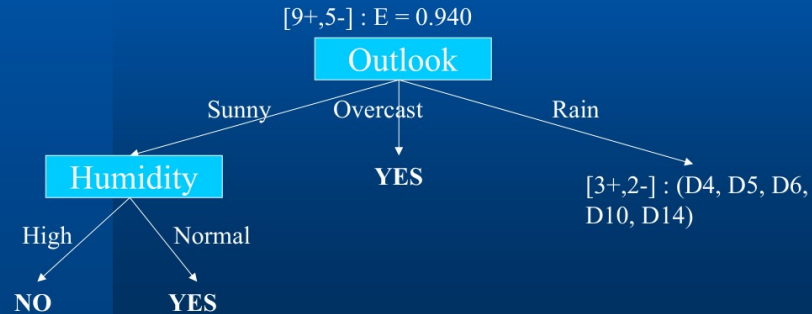 [9+,5-] : E = 0.940
Outlook
Sunny
Overcast
Rain
Humidity
YES
[3+,2-] : (D4, D5, D6,
D10, D14)
High
Normal
NO
YES